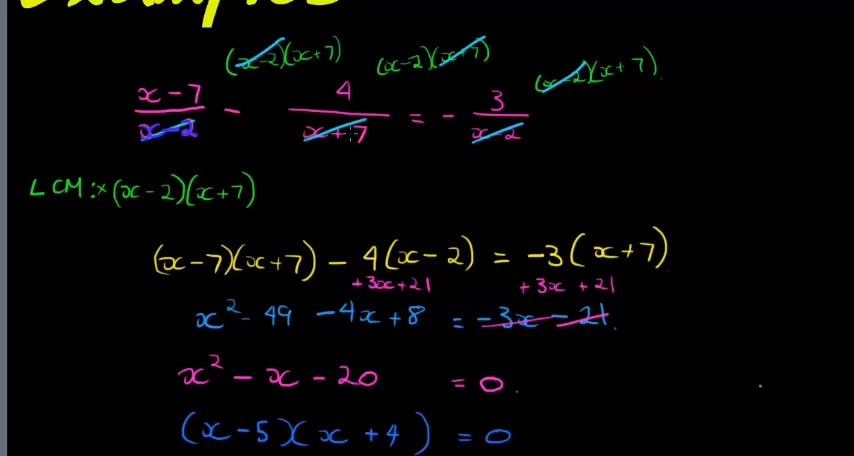 Examples
(x-2)(x+7) (x-2)(x+7) (x-2)(x+7).
x-7/x-2 - 4/x+7 = - 3/x-2
LCM: ×(x-2)(x+7)
(x-7)(x+7) - 4(x-2) = -3(x+7)
+3x+21 +3x+21
x² - 49 - 4x + 8 = -3x - 21.
x² - x - 20 = 0.
(x-5)(x+4) = 0